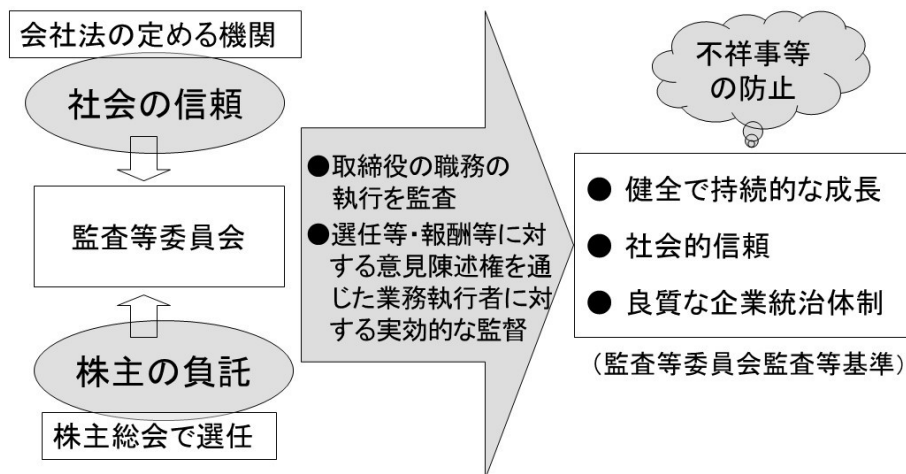 会社法の定める機関
社会の信頼
監査等委員会
株主の負託
株主総会で選任
●取締役の職務の
執行を監査
●選任等・報酬等に対
する意見陳述権を通
じた業務執行者に対
する実効的な監督
不祥事等
の防止
● 健全で持続的な成長
● 社会的信頼
● 良質な企業統治体制
（監査等委員会監査等基準）